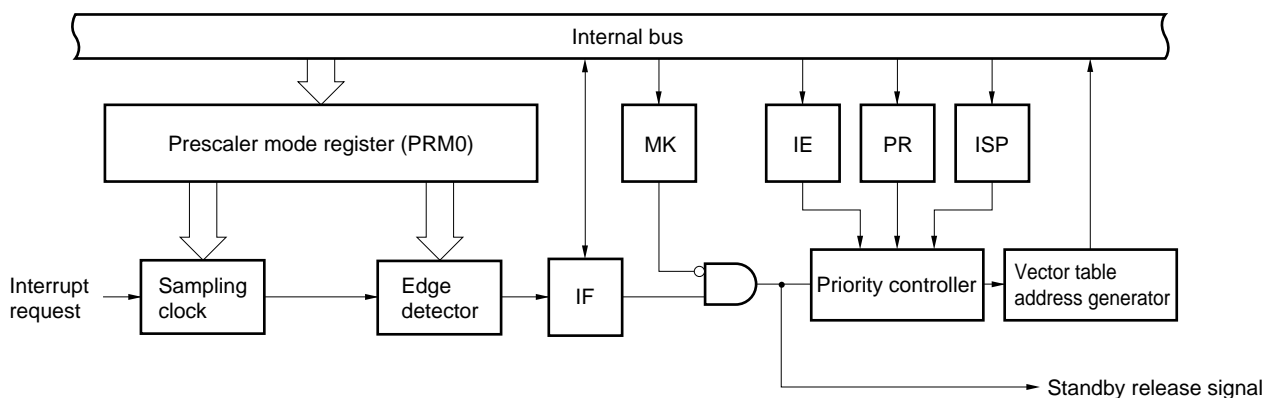 Internal bus
Prescaler mode register (PRM0)
MK
IE
PR
ISP
Interrupt
request
Sampling
clock
Edge
detector
IF
Priority controller
Vector table
address generator
Standby release signal